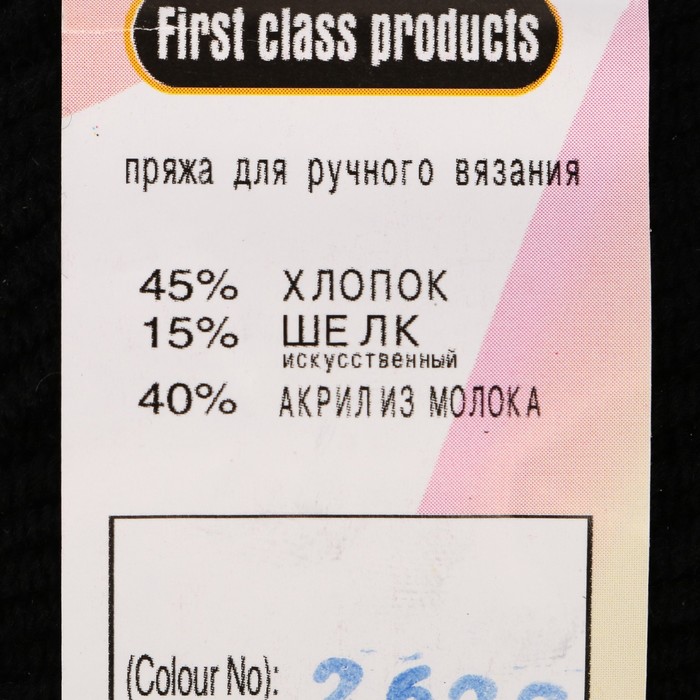 First class products
пряжа для ручного вязания
45% ХЛОПОК
15% ШЕЛК
искусственный
40% АКРИЛ ИЗ МОЛОКА
(Colour No):